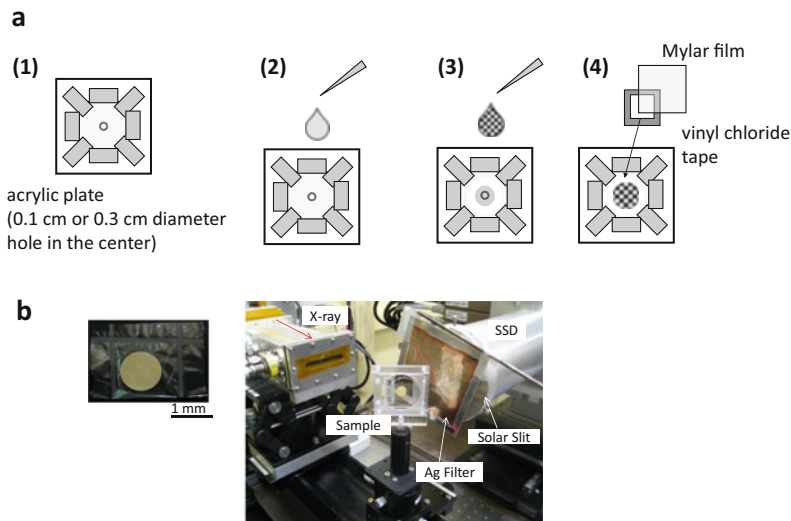 a
(1)
(2)
(3)
(4)
Mylar film
vinyl chloride
tape
acrylic plate
(0.1 cm or 0.3 cm diameter
hole in the center)
b
1 mm
X-ray
SSD
Sample
Solar Slit
Ag Filter